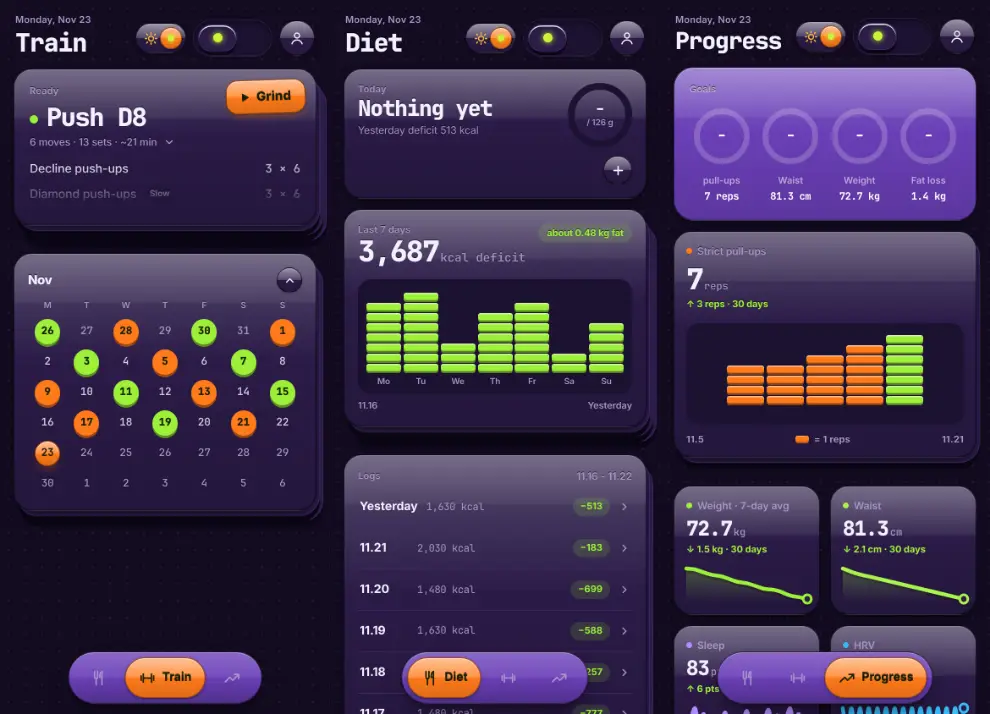 Monday, Nov 23
Train
Ready
Grind
Push D8
6 moves · 13 sets · ~21 min
Decline push-ups 3 × 6
Diamond push-ups Slow 3 × 6
Nov
M T W T F S S
26 27 28 29 30 31 1
2 3 4 5 6 7 8
9 10 11 12 13 14 15
16 17 18 19 20 21 22
23 24 25 26 27 28 29
30 1 2 3 4 5 6
Train
Monday, Nov 23
Diet
Today
Nothing yet
Yesterday deficit 513 kcal
-
/ 126 g
+
Last 7 days
about 0.48 kg fat
3,687 kcal deficit
Mo Tu We Th Fr Sa Su
11.16 Yesterday
Logs 11.16 – 11.22
Yesterday 1,630 kcal −513
11.21 2,030 kcal −183
11.20 1,480 kcal −699
11.19 1,630 kcal −588
11.18 257
11.17 1,480 kcal −777
Diet
Monday, Nov 23
Progress
Goals
- - - -
pull-ups Waist Weight Fat loss
7 reps 81.3 cm 72.7 kg 1.4 kg
Strict pull-ups
7 reps
↑ 3 reps · 30 days
11.5 = 1 reps 11.21
Weight · 7-day avg
72.7 kg
↓ 1.5 kg · 30 days
Waist
81.3 cm
↓ 2.1 cm · 30 days
Sleep
83
↑ 6 pts
HRV
Progress